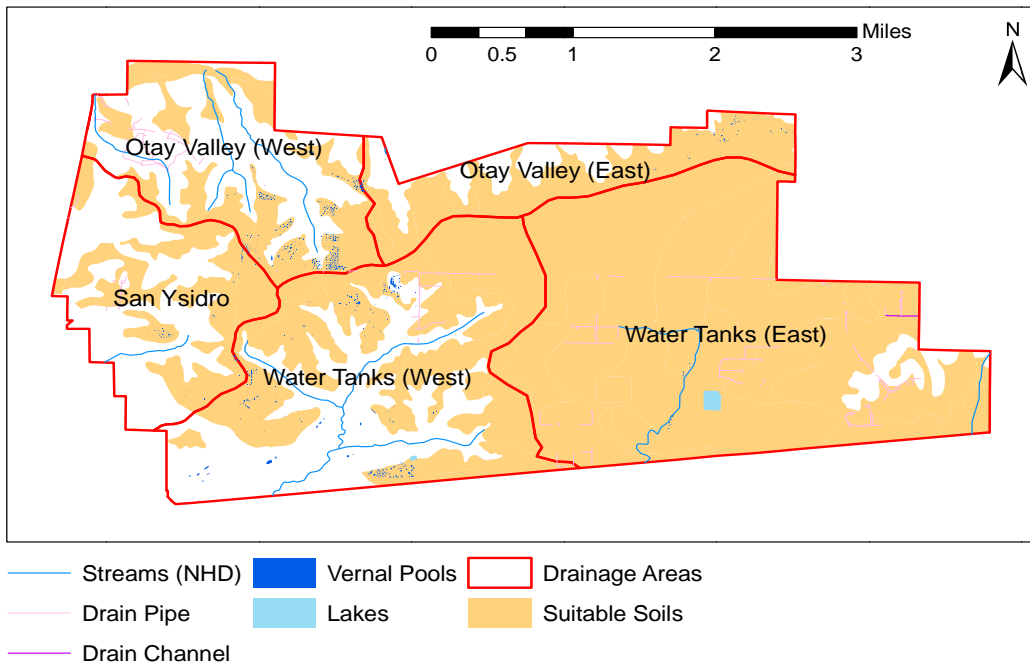 Miles
0 0.5 1 2 3
N
Otay Valley (West)
Otay Valley (East)
San Ysidro
Water Tanks (East)
Water Tanks (West)
Streams (NHD)
Vernal Pools
Drainage Areas
Drain Pipe
Lakes
Suitable Soils
Drain Channel